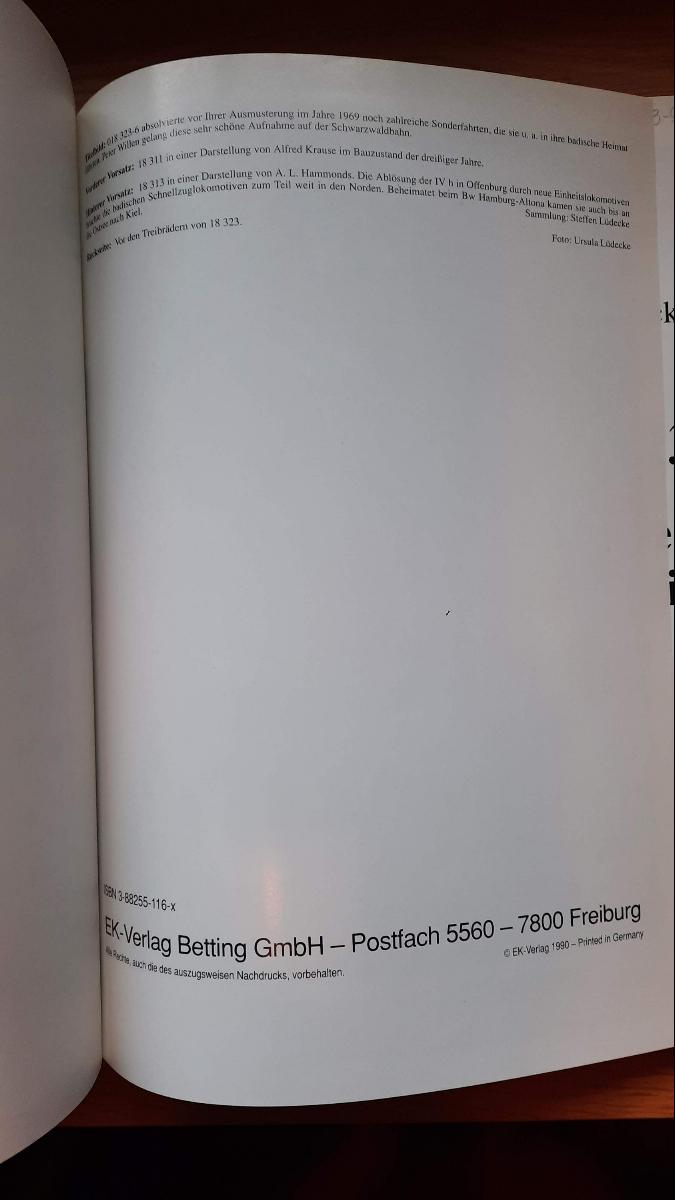 Titelbild: 018 323-6 absolvierte vor Ihrer Ausmusterung im Jahre 1969 noch zahlreiche Sonderfahrten, die sie u. a. in ihre badische Heimat
führten. Peter Willen gelang diese sehr schöne Aufnahme auf der Schwarzwaldbahn.
Vorderer Vorsatz: 18 311 in einer Darstellung von Alfred Krause im Bauzustand der dreißiger Jahre.
Hinterer Vorsatz: 18 313 in einer Darstellung von A. L. Hammonds. Die Ablösung der IV h in Offenburg durch neue Einheitslokomotiven
brachte die badischen Schnellzuglokomotiven zum Teil weit in den Norden. Beheimatet beim Bw Hamburg-Altona kamen sie auch bis an
die Ostsee nach Kiel.
Sammlung: Steffen Lüdecke
Rückseite: Vor den Treibrädern von 18 323.
Foto: Ursula Lüdecke
ISBN 3-88255-116-x
EK-Verlag Betting GmbH – Postfach 5560 – 7800 Freiburg
Alle Rechte, auch die des auszugsweisen Nachdrucks, vorbehalten.
© EK-Verlag 1990 – Printed in Germany